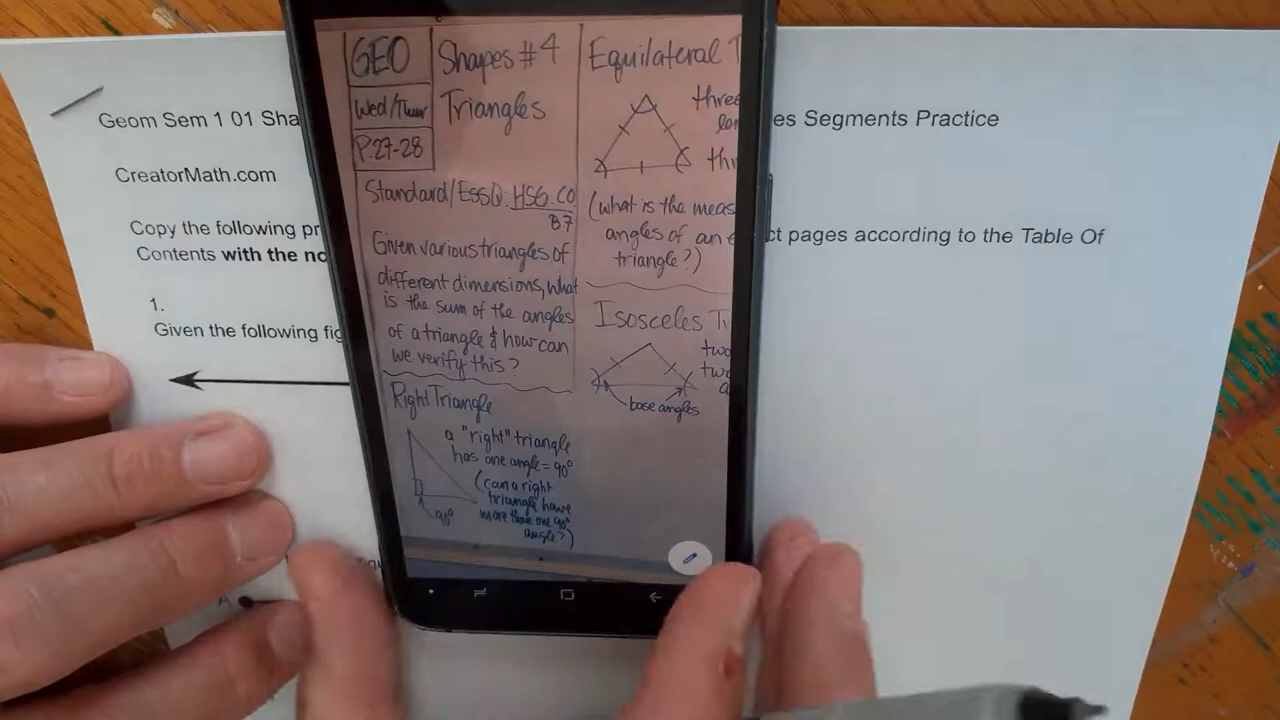 Geom Sem 1 01 Sha
es Segments Practice
CreatorMath.com
Copy the following pr
ct pages according to the Table Of
Contents with the no
1.
Given the following fig
A
GEO
Wed/Thur
P.27-28
Shapes #4
Triangles
Standard/EssQ: HSG.CO
B7
Given various triangles of
different dimensions, what
is the sum of the angles
of a triangle & how can
we verify this?
Right Triangle
a "right" triangle
has one angle = 90°
(can a right
triangle have
more than one 90°
angle?)
90°
Equilateral T
three
len
thr
(what is the meas
angles of an e
triangle?)
Isosceles Tr
two
two
a
base angles